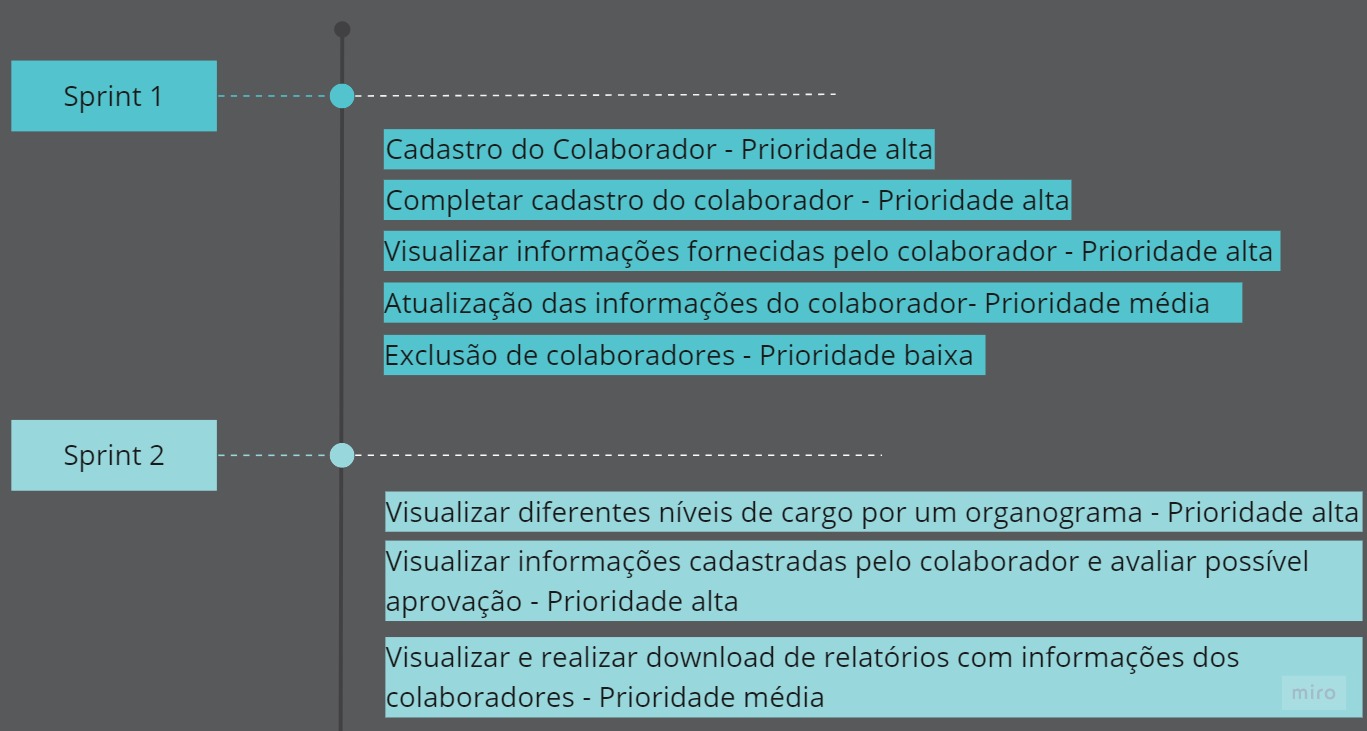 Sprint 1
Cadastro do Colaborador - Prioridade alta
Completar cadastro do colaborador - Prioridade alta
Visualizar informações fornecidas pelo colaborador - Prioridade alta
Atualização das informações do colaborador- Prioridade média
Exclusão de colaboradores - Prioridade baixa
Sprint 2
Visualizar diferentes níveis de cargo por um organograma - Prioridade alta
Visualizar informações cadastradas pelo colaborador e avaliar possível
aprovação - Prioridade alta
Visualizar e realizar download de relatórios com informações dos
colaboradores - Prioridade média
miro